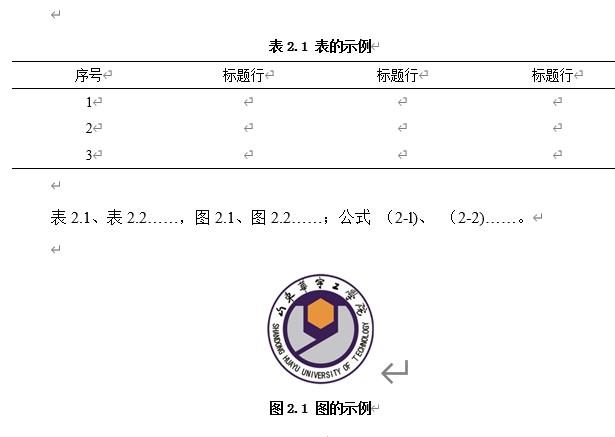 表 2.1 表的示例
序号 标题行 标题行 标题行
1
2
3
表 2.1、表 2.2……，图 2.1、图 2.2……；公式 （2-l)、 （2-2)……。
山东华宇工学院
SHANDONG HUAYU UNIVERSITY OF TECHNOLOGY
图 2.1 图的示例